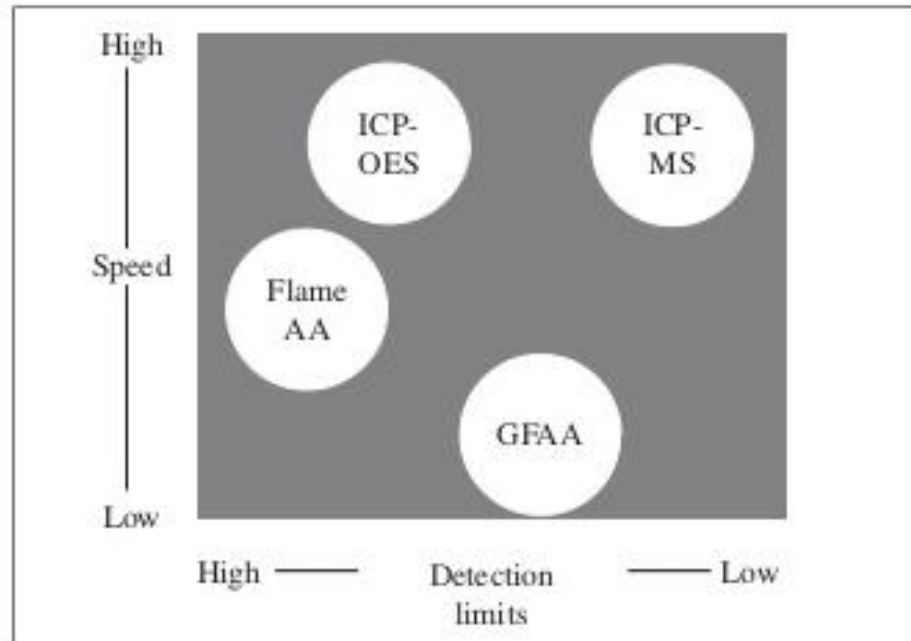 High
ICP-
OES
ICP-
MS
Speed
Flame
AA
GFAA
Low
High
Detection
limits
Low